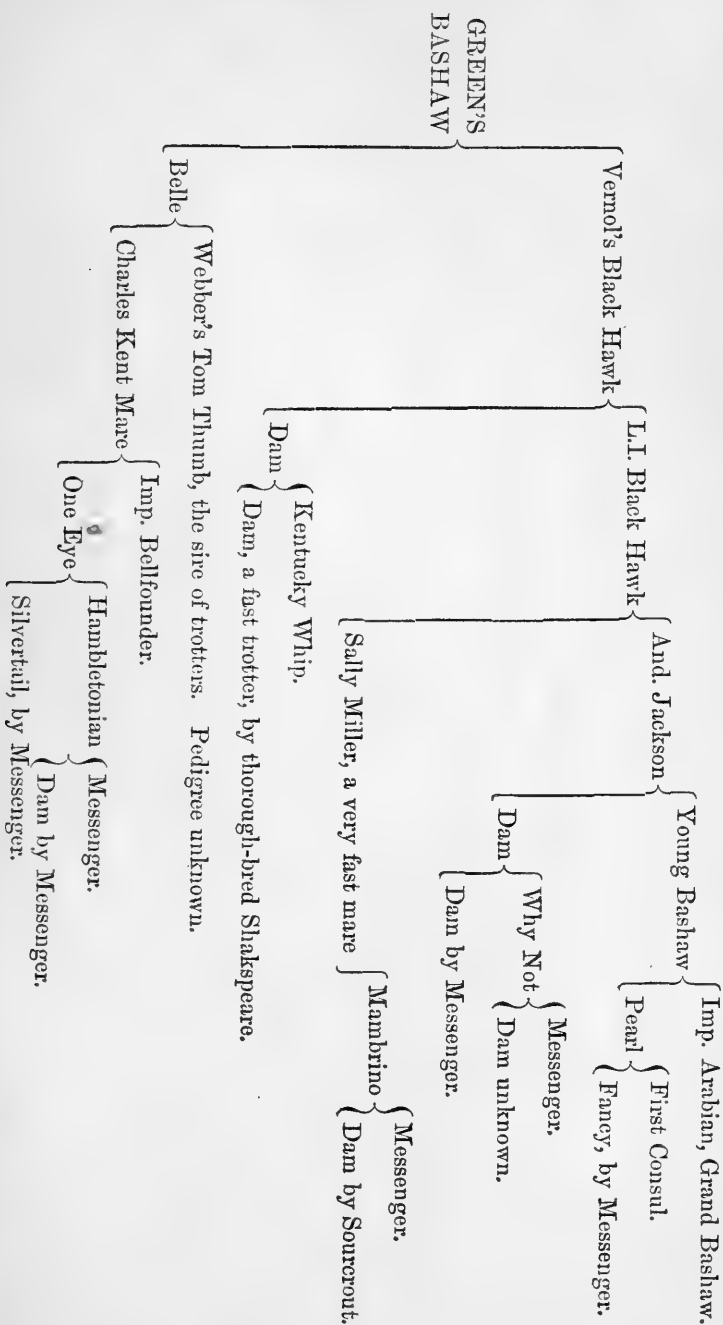 GREEN'S
BASHAW
Vernol's Black Hawk
L.I. Black Hawk
And. Jackson
Young Bashaw
Imp. Arabian, Grand Bashaw.
Pearl
First Consul.
Fancy, by Messenger.
Dam
Why Not
Messenger.
Dam unknown.
Dam by Messenger.
Sally Miller, a very fast mare
Mambrino
Messenger.
Dam by Sourcrout.
Dam
Kentucky Whip.
Dam, a fast trotter, by thorough-bred Shakspeare.
Belle
Webber's Tom Thumb, the sire of trotters. Pedigree unknown.
Charles Kent Mare
Imp. Bellfounder.
One Eye
Hambletonian
Messenger.
Dam by Messenger.
Silvertail, by Messenger.